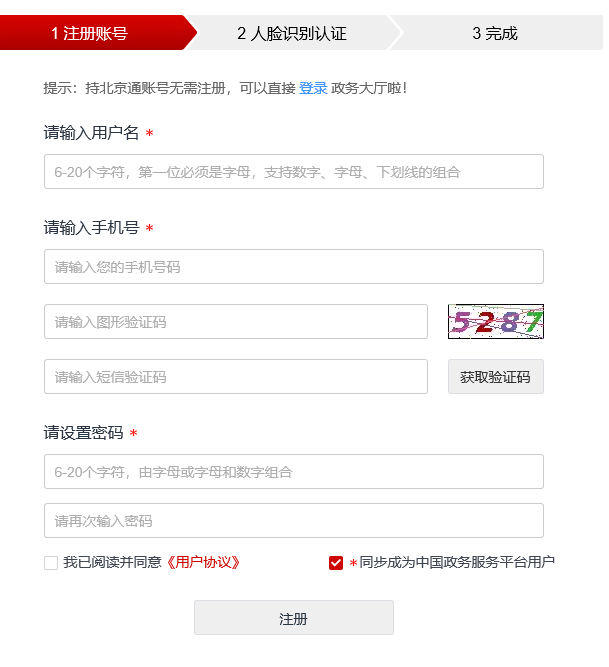 1 注册账号 2 人脸识别认证 3 完成
提示：持北京通账号无需注册，可以直接 登录 政务大厅啦！
请输入用户名 *
6-20个字符，第一位必须是字母，支持数字、字母、下划线的组合
请输入手机号 *
请输入您的手机号码
请输入图形验证码 5287
请输入短信验证码 获取验证码
请设置密码 *
6-20个字符，由字母或字母和数字组合
请再次输入密码
我已阅读并同意《用户协议》 *同步成为中国政务服务平台用户
注册